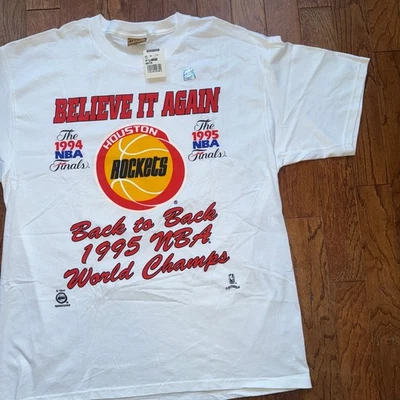 BELIEVE IT AGAIN
The
1994
NBA
Finals
The
1995
NBA
Finals
HOUSTON
ROCKETS
®
Back to Back
1995 NBA
World Champs